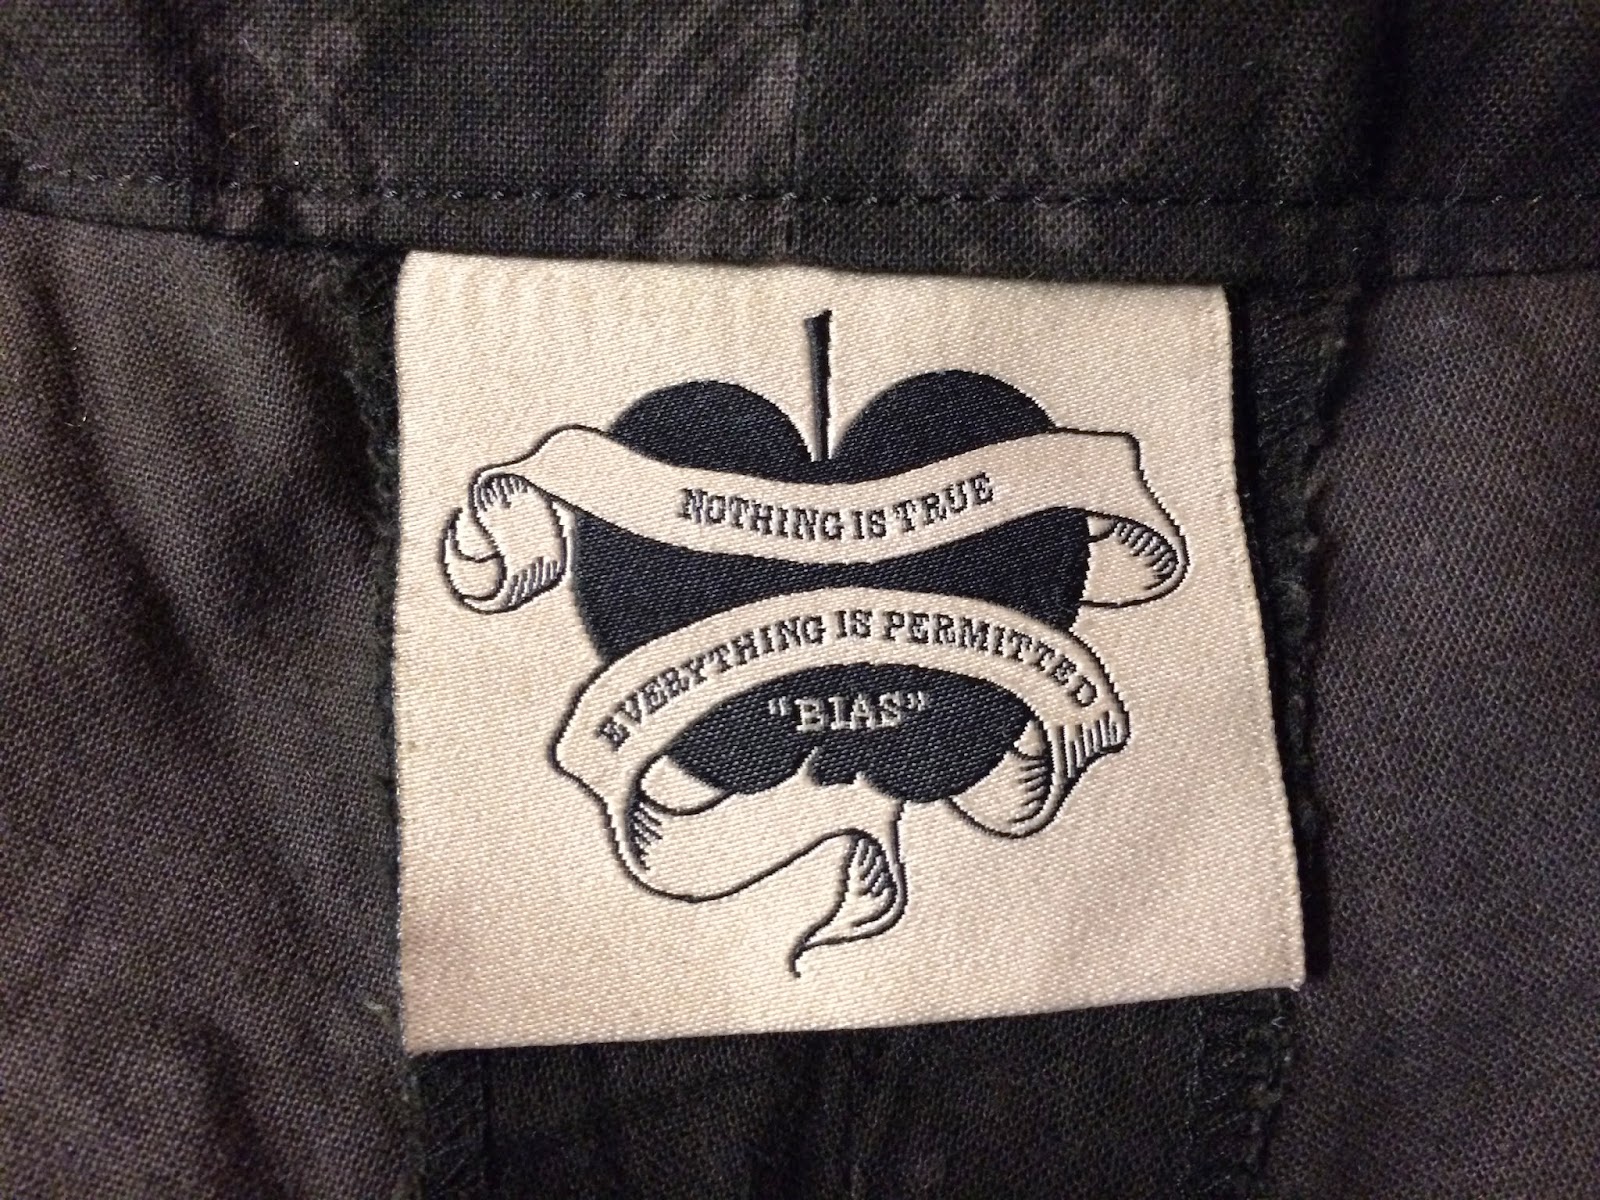 NOTHING IS TRUE
EVERYTHING IS PERMITTED
"BIAS"